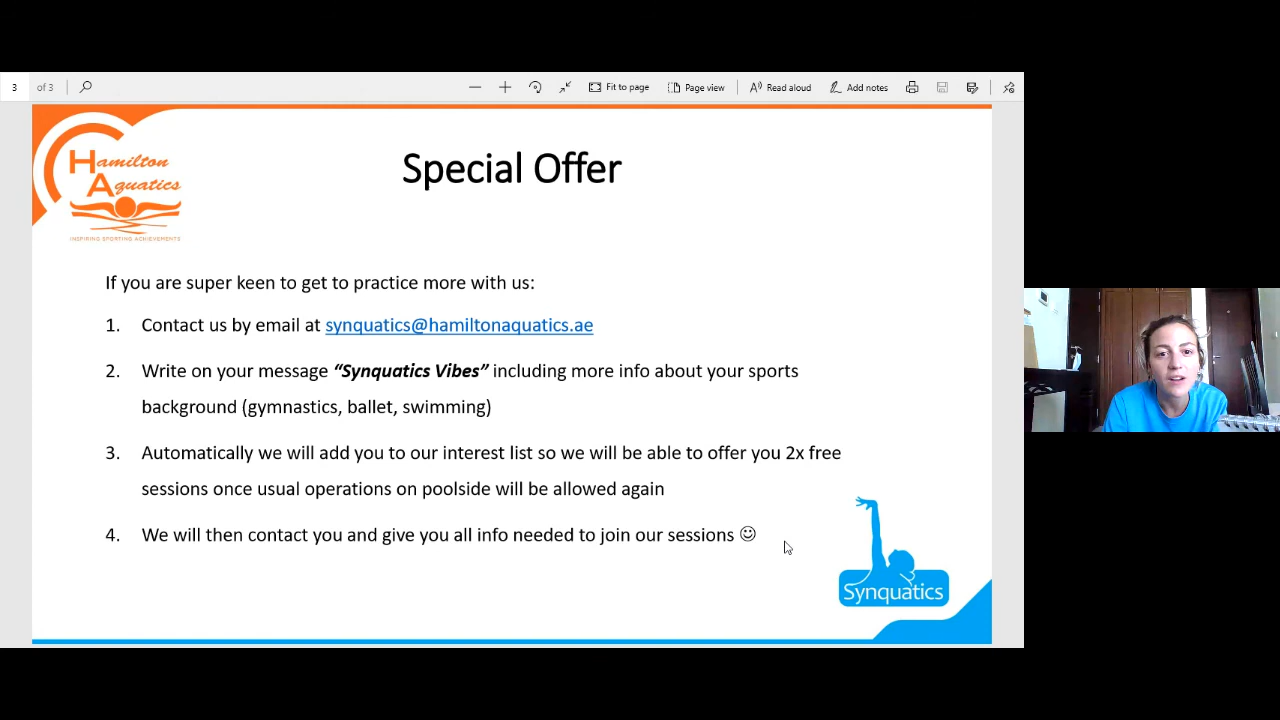 3 of 3 Fit to page Page view Read aloud Add notes
Hamilton
Aquatics
INSPIRING SPORTING ACHIEVEMENTS
Special Offer
If you are super keen to get to practice more with us:
1. Contact us by email at synquatics@hamiltonaquatics.ae
2. Write on your message “Synquatics Vibes” including more info about your sports
background (gymnastics, ballet, swimming)
3. Automatically we will add you to our interest list so we will be able to offer you 2x free
sessions once usual operations on poolside will be allowed again
4. We will then contact you and give you all info needed to join our sessions ☺
Synquatics